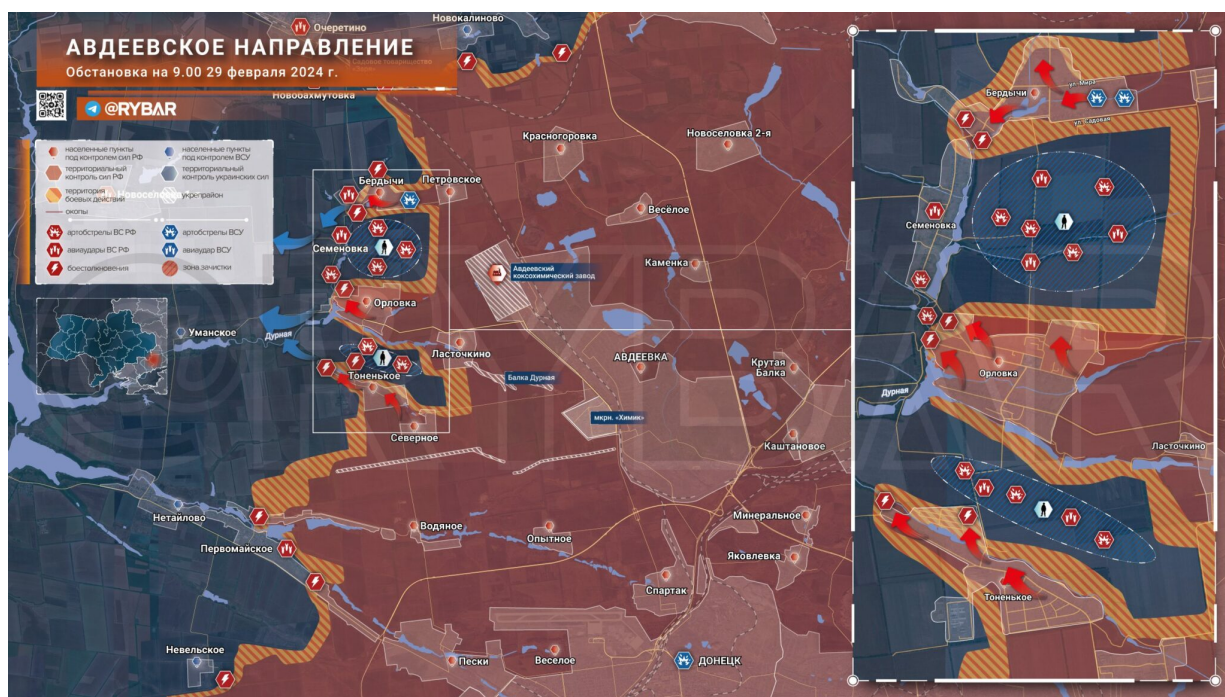 Очеретино
Новокалиново
АВДЕЕВСКОЕ НАПРАВЛЕНИЕ
Обстановка на 9.00 29 февраля 2024 г.
Новобахмутовка
@RYBAR
населенные пункты
под контролем сил РФ
населенные пункты
под контролем ВСУ
территориальный
контроль сил РФ
территориальный
контроль украинских сил
территория
боевых действий
укрепрайон
окопы
артобстрелы ВС РФ
артобстрелы ВСУ
авиаудары ВС РФ
авиаудар ВСУ
боестолкновения
зона зачистки
Красногоровка
Новоселовка 2-я
Бердычи
Петровское
Весёлое
Семеновка
Каменка
Авдеевский
коксохимический завод
Орловка
Уманское
Дурная
Ласточкино
АВДЕЕВКА
Крутая
Балка
Тоненькое
Балка Дурная
мкрн. «Химик»
Северное
Каштановое
Нетайлово
Водяное
Опытное
Минеральное
Первомайское
Яковлевка
Спартак
Невельское
Пески
Веселое
ДОНЕЦК
Бердычи
ул. Мира
ул. Садовая
Семеновка
Орловка
Дурная
Ласточкино
Тоненькое
RYBAR